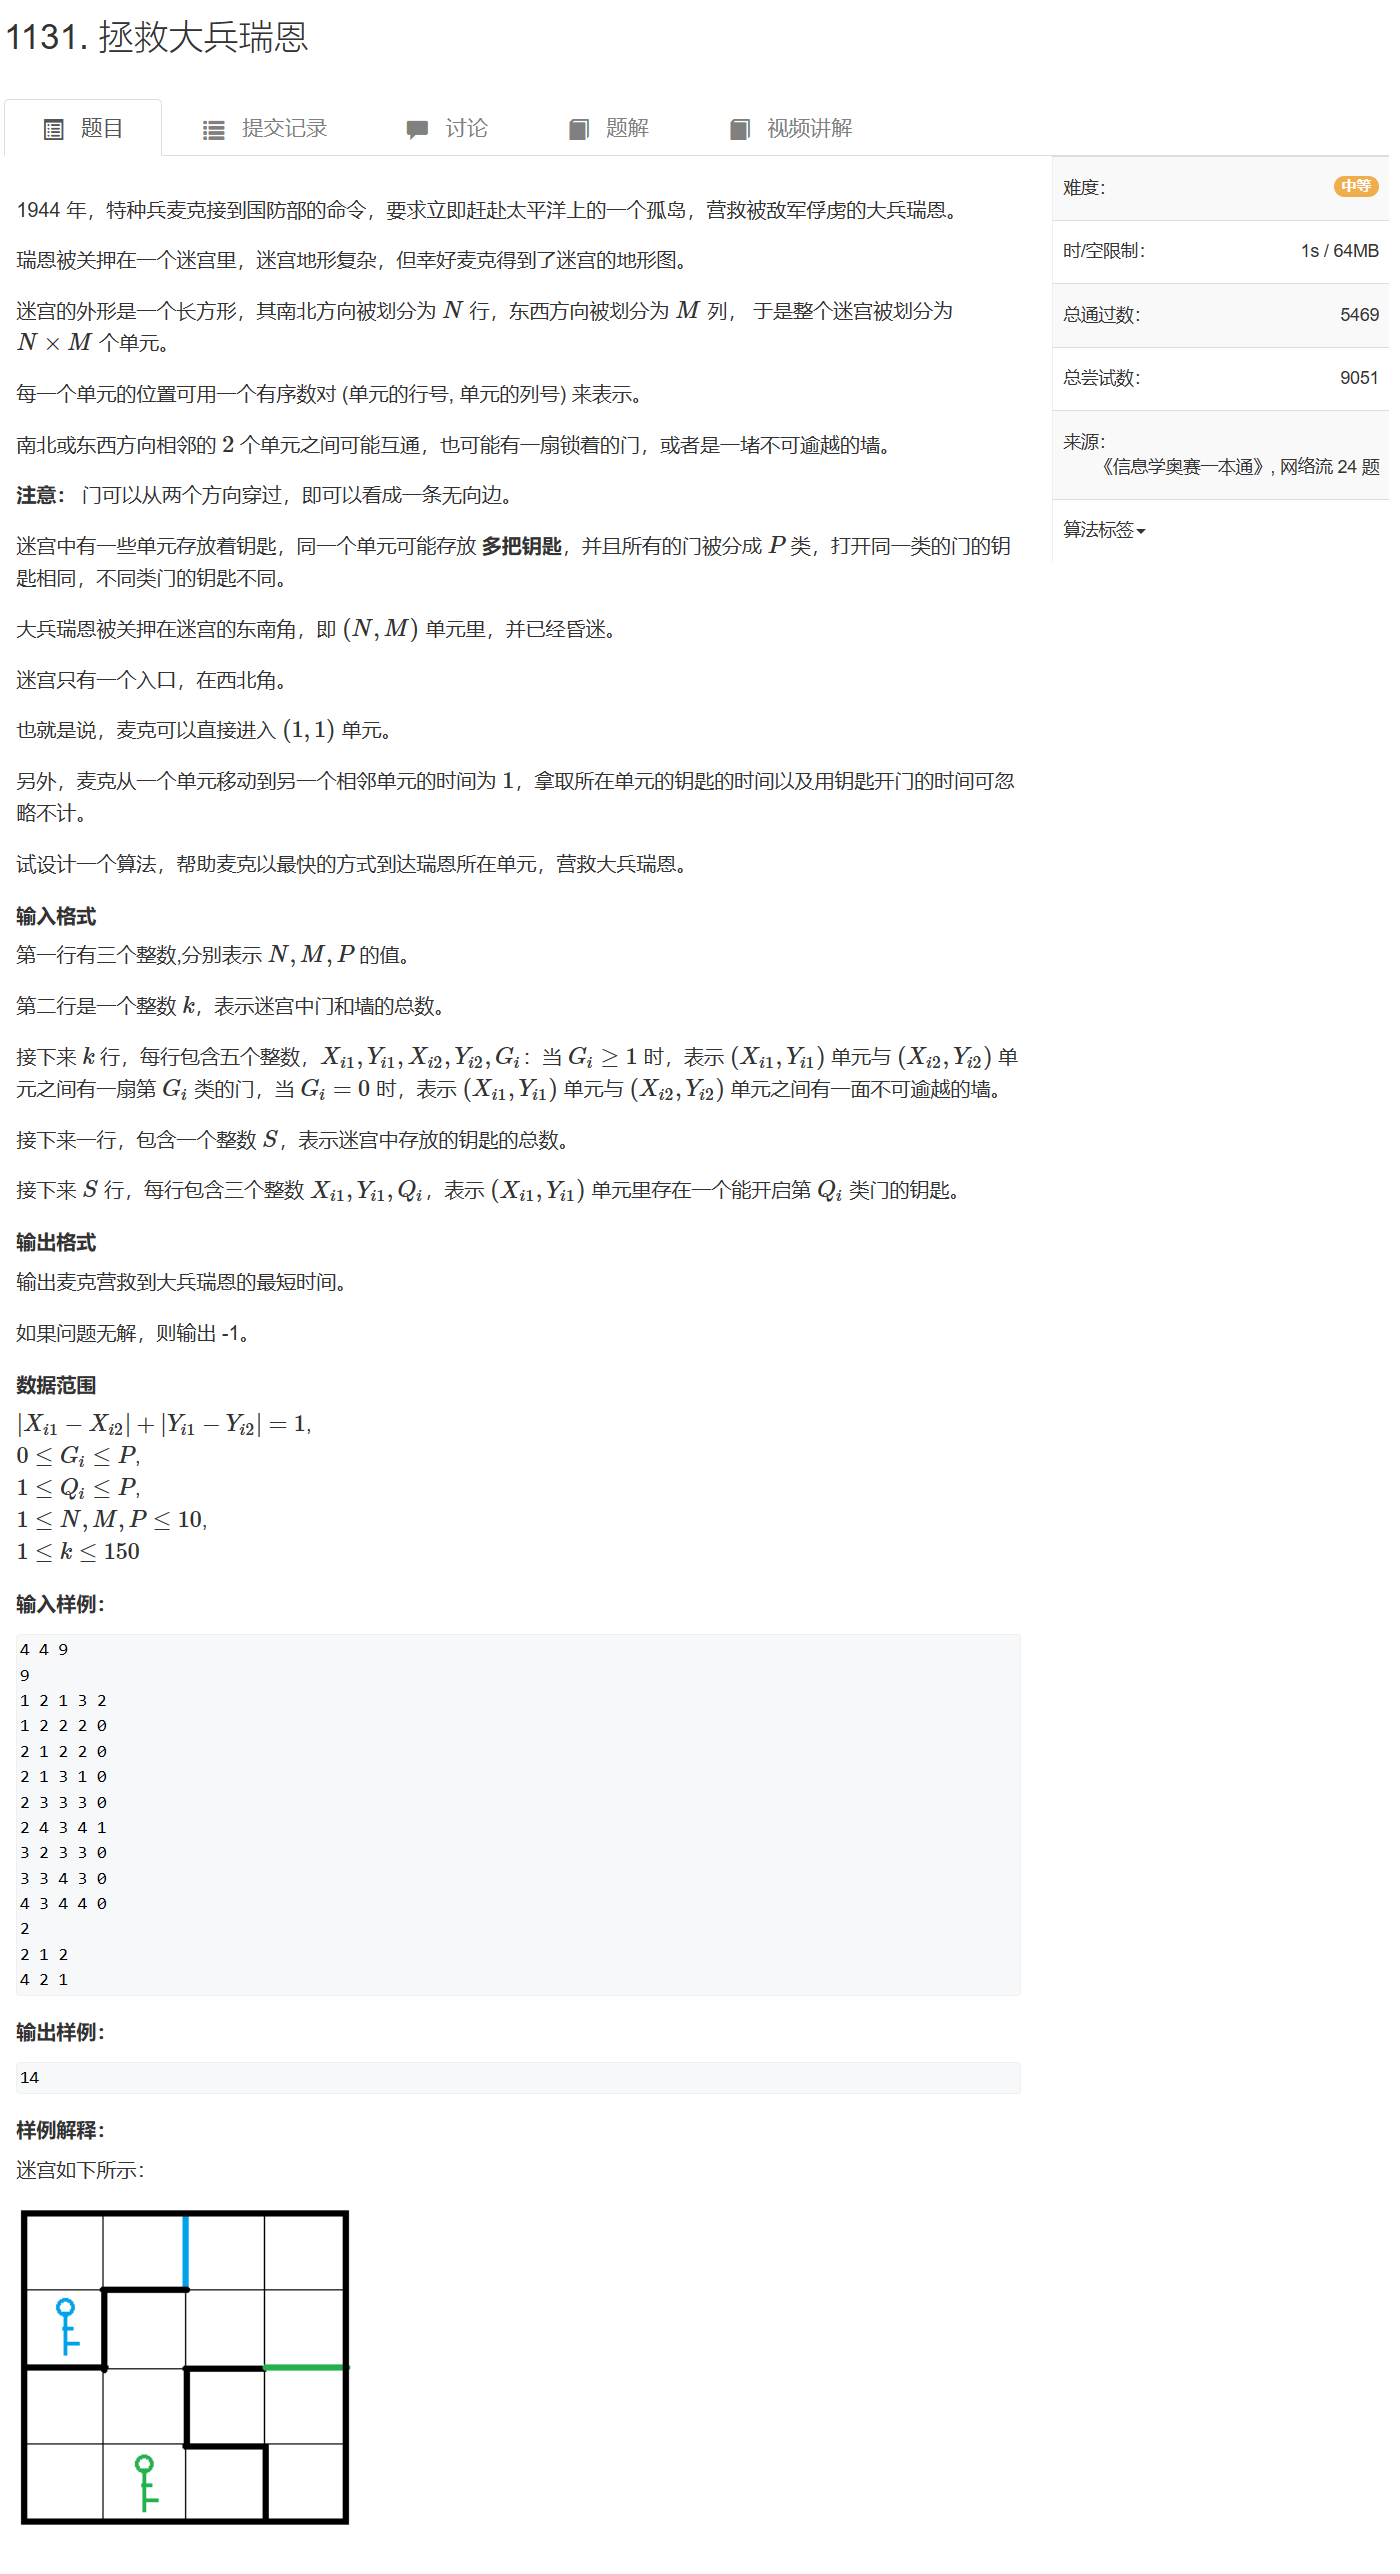 1131. 拯救大兵瑞恩
题目 提交记录 讨论 题解 视频讲解
1944 年，特种兵麦克接到国防部的命令，要求立即赶赴太平洋上的一个孤岛，营救被敌军俘虏的大兵瑞恩。
瑞恩被关押在一个迷宫里，迷宫地形复杂，但幸好麦克得到了迷宫的地形图。
迷宫的外形是一个长方形，其南北方向被划分为 N 行，东西方向被划分为 M 列， 于是整个迷宫被划分为
N × M 个单元。
每一个单元的位置可用一个有序数对 (单元的行号, 单元的列号) 来表示。
南北或东西方向相邻的 2 个单元之间可能互通，也可能有一扇锁着的门，或者是一堵不可逾越的墙。
注意： 门可以从两个方向穿过，即可以看成一条无向边。
迷宫中有一些单元存放着钥匙，同一个单元可能存放 多把钥匙，并且所有的门被分成 P 类，打开同一类的门的钥
匙相同，不同类门的钥匙不同。
大兵瑞恩被关押在迷宫的东南角，即 (N, M) 单元里，并已经昏迷。
迷宫只有一个入口，在西北角。
也就是说，麦克可以直接进入 (1, 1) 单元。
另外，麦克从一个单元移动到另一个相邻单元的时间为 1，拿取所在单元的钥匙的时间以及用钥匙开门的时间可忽
略不计。
试设计一个算法，帮助麦克以最快的方式到达瑞恩所在单元，营救大兵瑞恩。
输入格式
第一行有三个整数,分别表示 N, M, P 的值。
第二行是一个整数 k，表示迷宫中门和墙的总数。
接下来 k 行，每行包含五个整数，X_{i1}, Y_{i1}, X_{i2}, Y_{i2}, G_i：当 G_i ≥ 1 时，表示 (X_{i1}, Y_{i1}) 单元与 (X_{i2}, Y_{i2}) 单
元之间有一扇第 G_i 类的门，当 G_i = 0 时，表示 (X_{i1}, Y_{i1}) 单元与 (X_{i2}, Y_{i2}) 单元之间有一面不可逾越的墙。
接下来一行，包含一个整数 S，表示迷宫中存放的钥匙的总数。
接下来 S 行，每行包含三个整数 X_{i1}, Y_{i1}, Q_i，表示 (X_{i1}, Y_{i1}) 单元里存在一个能开启第 Q_i 类门的钥匙。
输出格式
输出麦克营救到大兵瑞恩的最短时间。
如果问题无解，则输出 -1。
数据范围
|X_{i1} − X_{i2}| + |Y_{i1} − Y_{i2}| = 1,
0 ≤ G_i ≤ P,
1 ≤ Q_i ≤ P,
1 ≤ N, M, P ≤ 10,
1 ≤ k ≤ 150
输入样例：
4 4 9
9
1 2 1 3 2
1 2 2 2 0
2 1 2 2 0
2 1 3 1 0
2 3 3 3 0
2 4 3 4 1
3 2 3 3 0
3 3 4 3 0
4 3 4 4 0
2
2 1 2
4 2 1
输出样例：
14
样例解释：
迷宫如下所示：
难度： 中等
时/空限制： 1s / 64MB
总通过数： 5469
总尝试数： 9051
来源：
《信息学奥赛一本通》, 网络流 24 题
算法标签